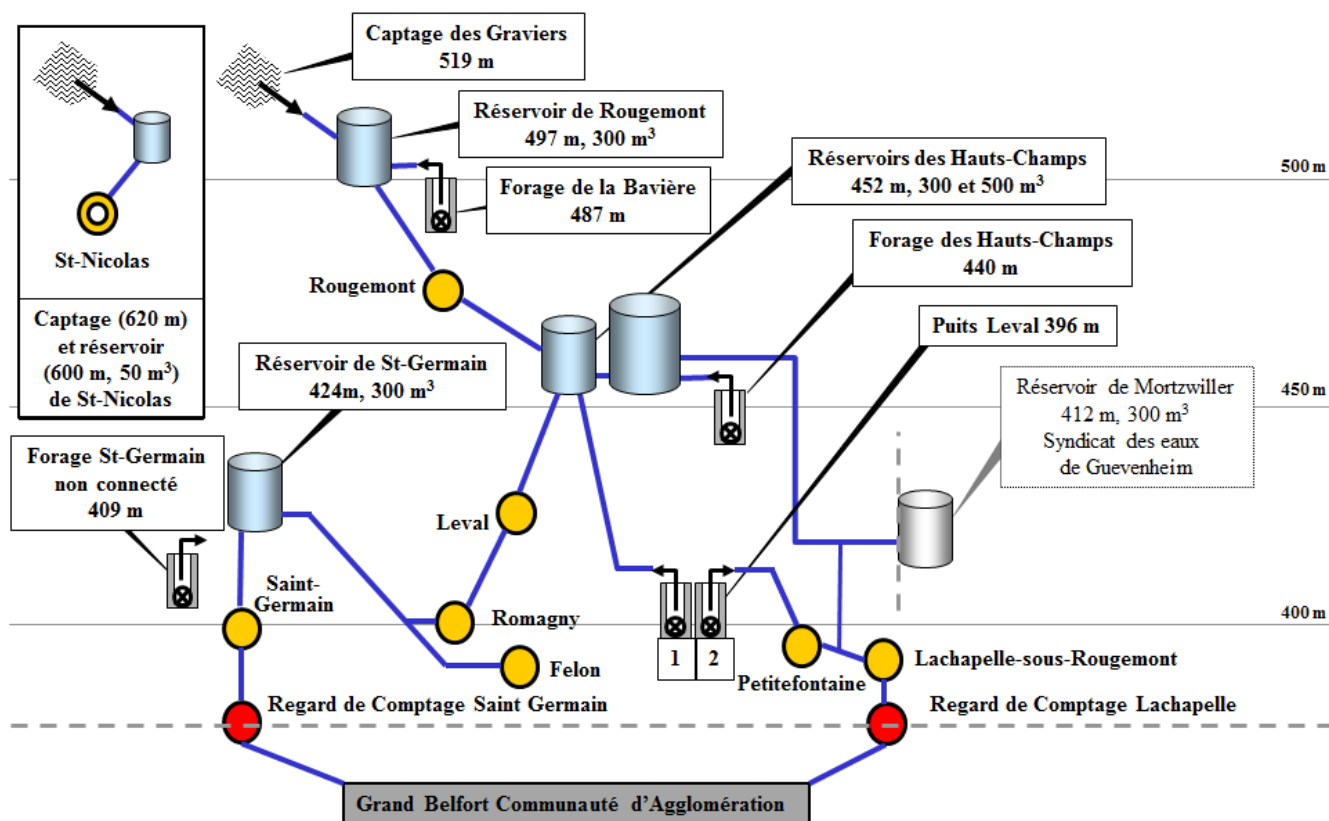 Captage des Graviers
519 m
Réservoir de Rougemont
497 m, 300 m³
Réservoirs des Hauts-Champs
452 m, 300 et 500 m³
500 m
Forage de la Bavière
487 m
St-Nicolas
Forage des Hauts-Champs
440 m
Rougemont
Captage (620 m)
et réservoir
(600 m, 50 m³)
de St-Nicolas
Puits Leval 396 m
Réservoir de St-Germain
424m, 300 m³
Réservoir de Mortzwiller
412 m, 300 m³
Syndicat des eaux
de Guevenheim
450 m
Forage St-Germain
non connecté
409 m
Leval
Saint-
Germain
Romagny
400 m
1
2
Felon
Petitefontaine
Lachapelle-sous-Rougemont
Regard de Comptage Saint Germain
Regard de Comptage Lachapelle
Grand Belfort Communauté d'Agglomération